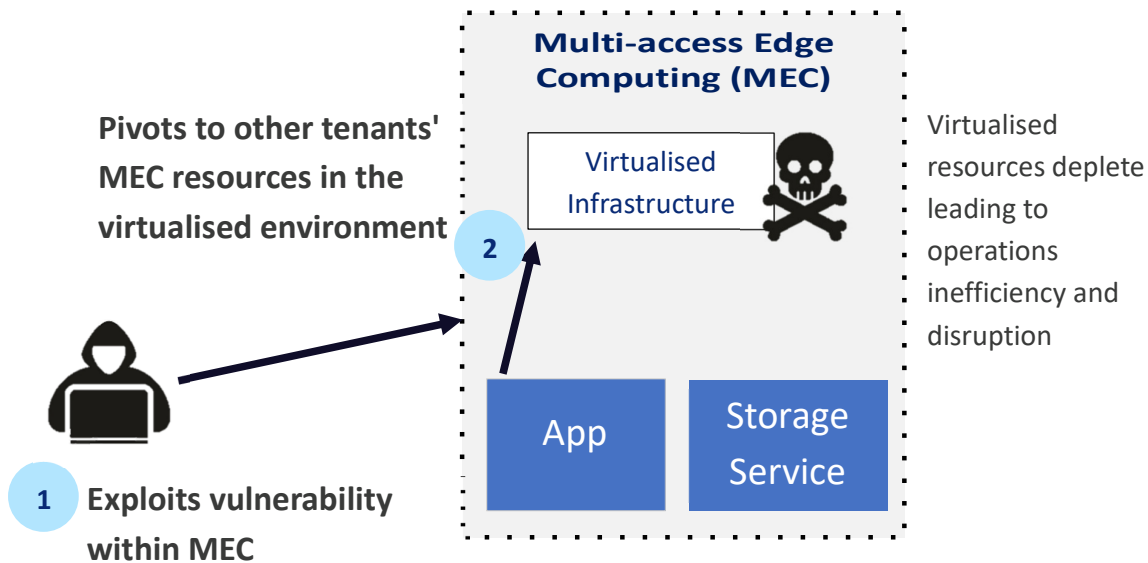 Multi-access Edge
Computing (MEC)
Pivots to other tenants'
MEC resources in the
virtualised environment
Virtualised
Infrastructure
2
Virtualised
resources deplete
leading to
operations
inefficiency and
disruption
App
Storage
Service
1
Exploits vulnerability
within MEC